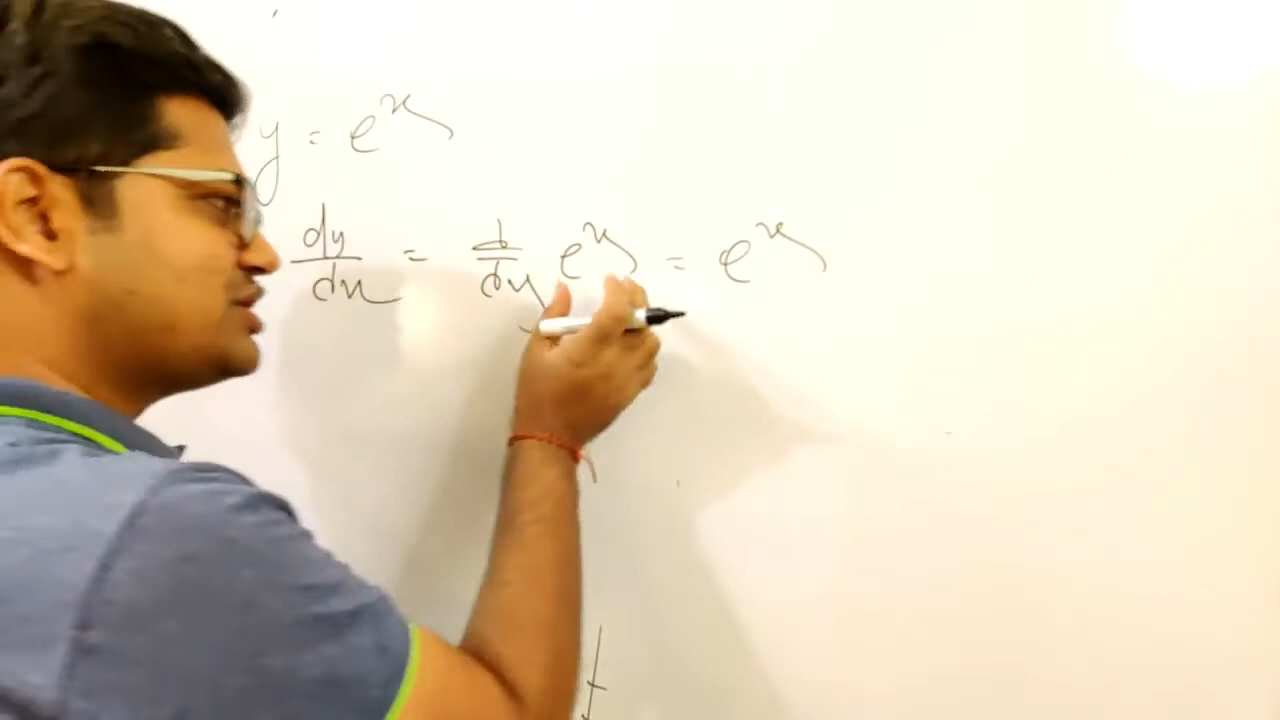 y = e^x
dy/dx = d/dx e^x = e^x